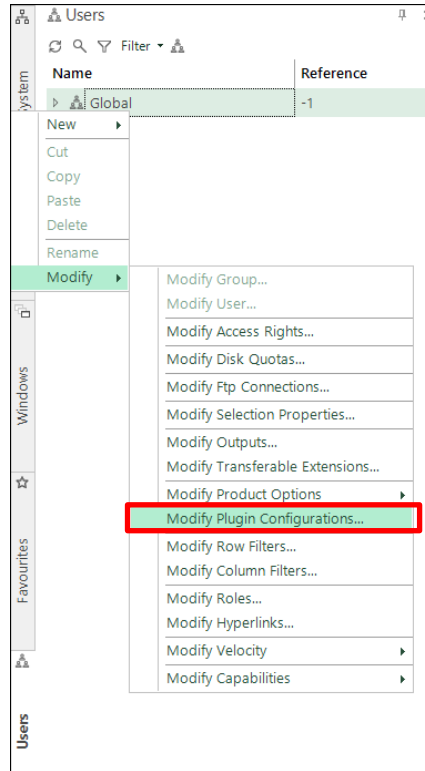 Users
Filter
Name Reference
Global -1
New
Cut
Copy
Paste
Delete
Rename
Modify
Modify Group...
Modify User...
Modify Access Rights...
Modify Disk Quotas...
Modify Ftp Connections...
Modify Selection Properties...
Modify Outputs...
Modify Transferable Extensions...
Modify Product Options
Modify Plugin Configurations...
Modify Row Filters...
Modify Column Filters...
Modify Roles...
Modify Hyperlinks...
Modify Velocity
Modify Capabilities
Windows
Favourites
Users